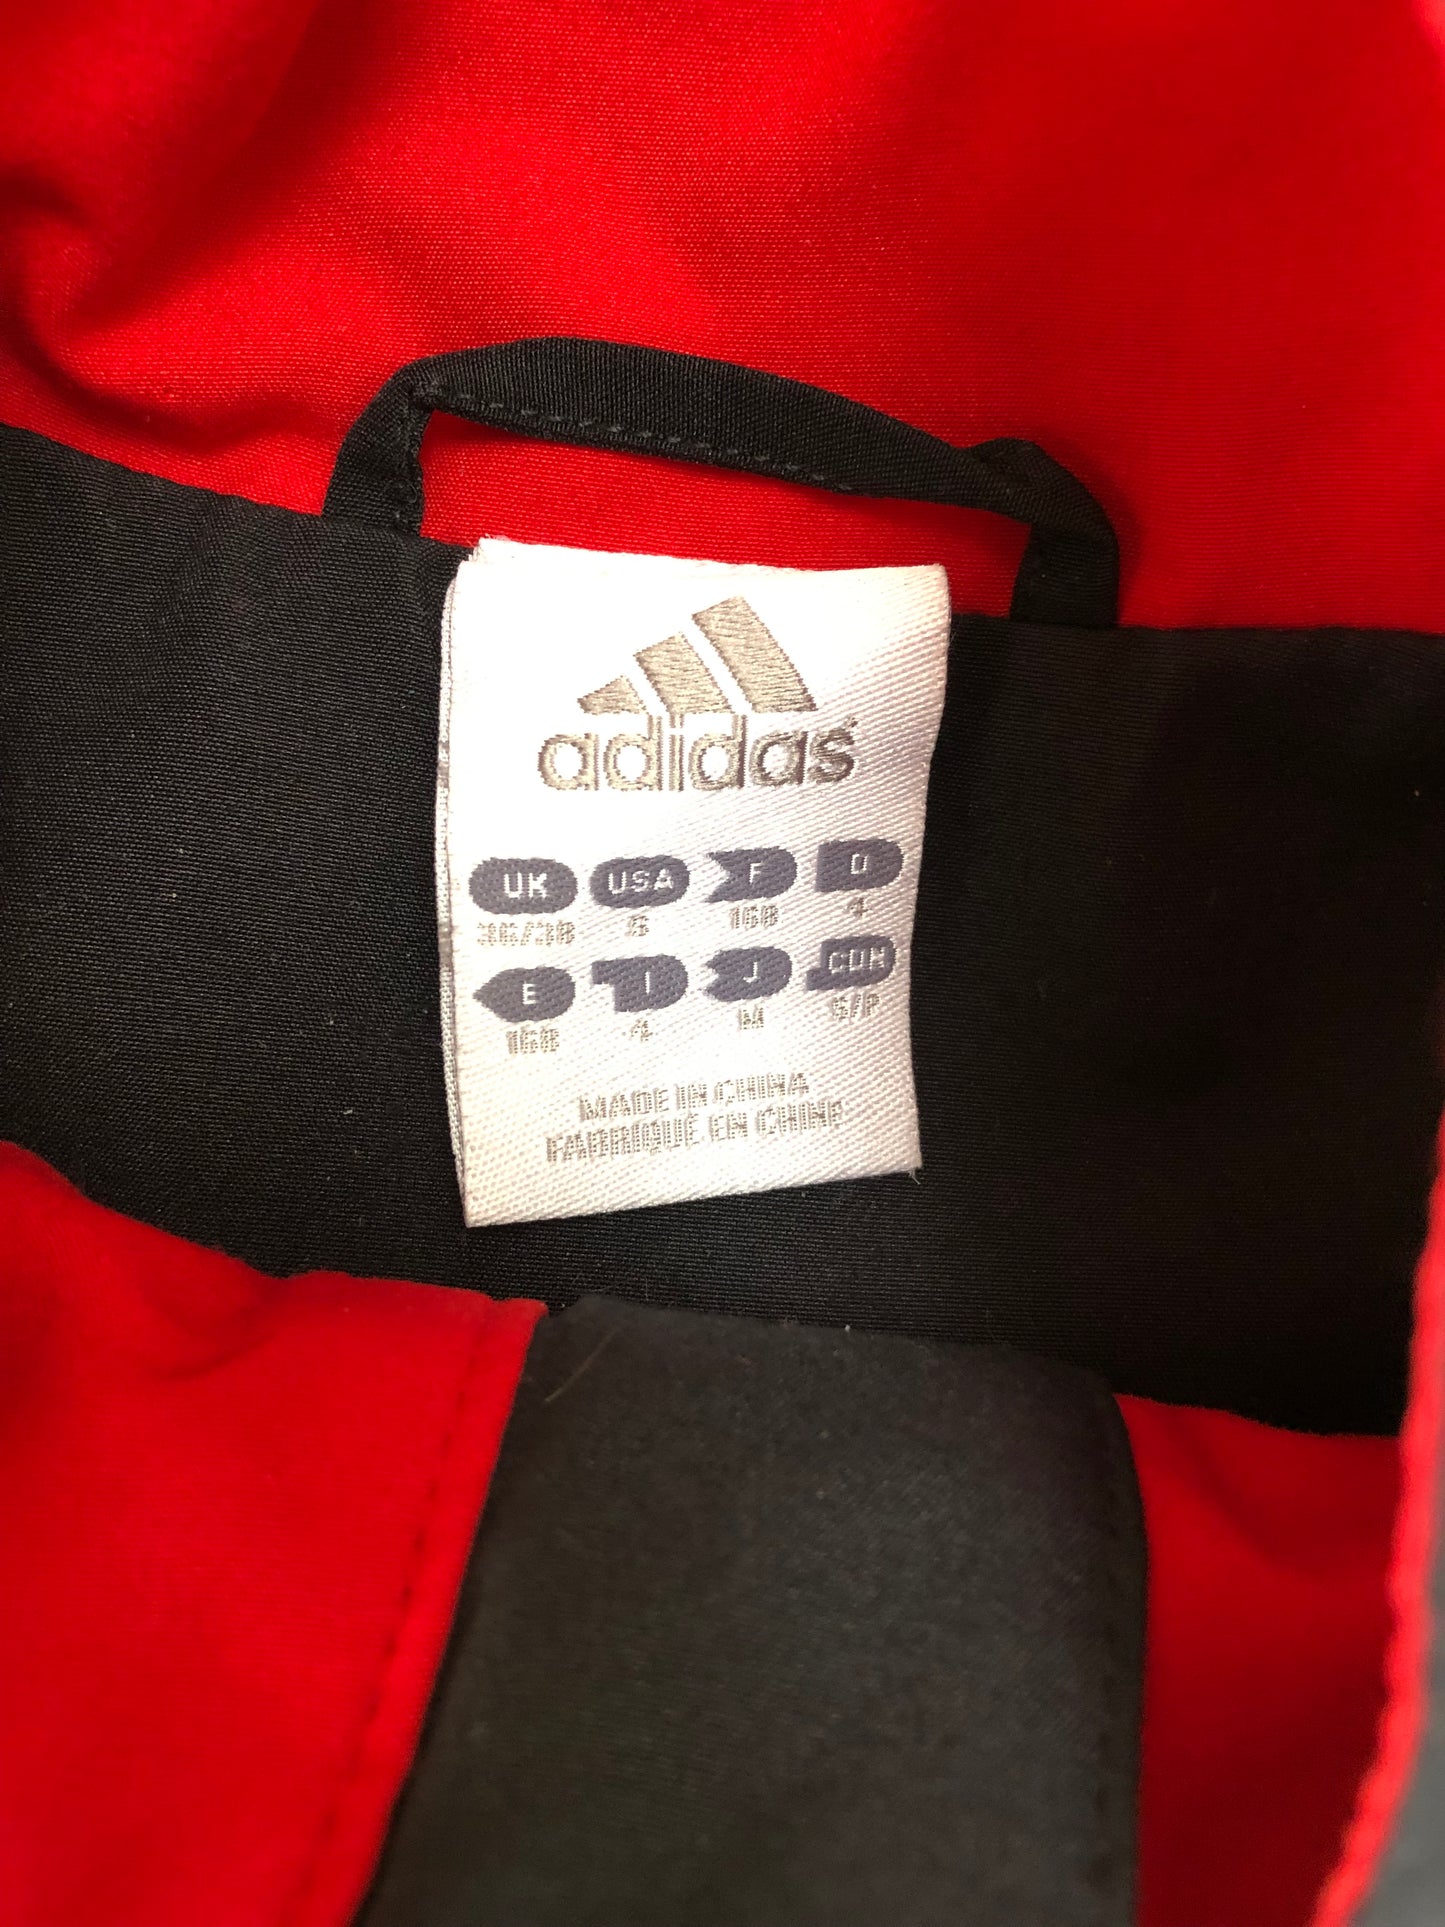 adidas
UK USA F D
36/38 S 168 4
E I J CDN
168 4 M S/P
MADE IN CHINA
FABRIQUÉ EN CHINE